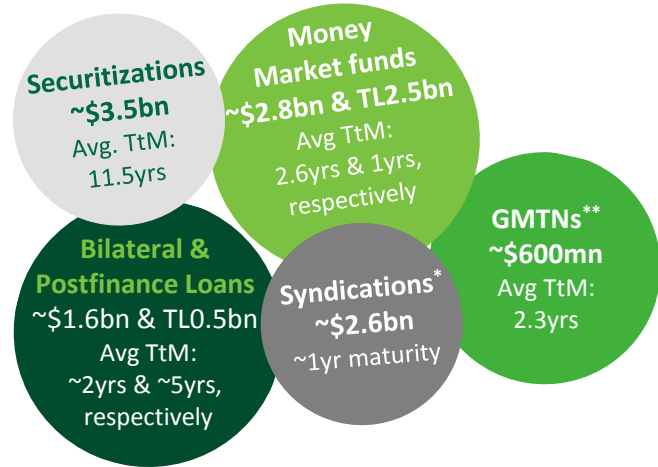 Securitizations
~$3.5bn
Avg. TtM:
11.5yrs
Money
Market funds
~$2.8bn & TL2.5bn
Avg TtM:
2.6yrs & 1yrs,
respectively
GMTNs**
~$600mn
Avg TtM:
2.3yrs
Bilateral &
Postfinance Loans
~$1.6bn & TL0.5bn
Avg TtM:
~2yrs & ~5yrs,
respectively
Syndications*
~$2.6bn
~1yr maturity